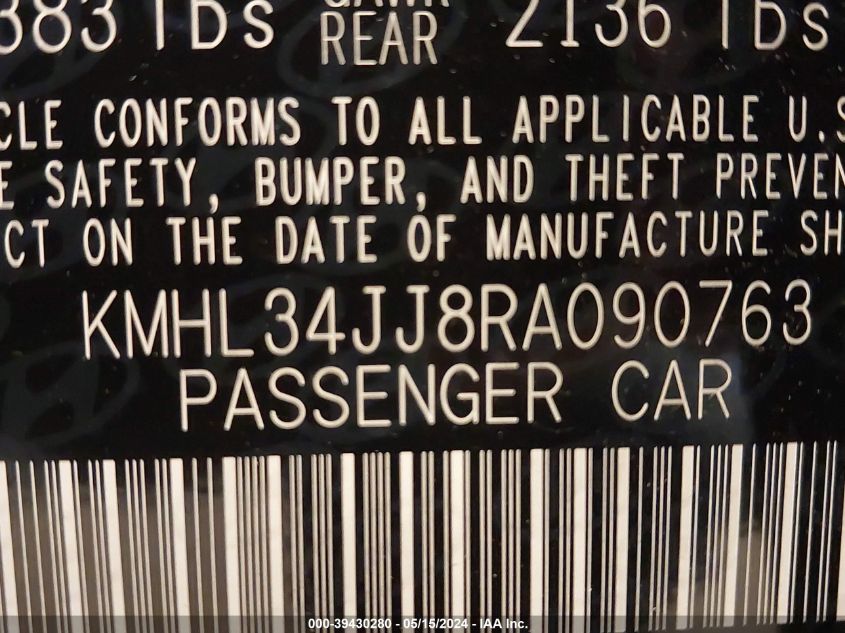 383 lbs GAWR REAR 2136 lbs
CLE CONFORMS TO ALL APPLICABLE U.S
E SAFETY, BUMPER, AND THEFT PREVEN
CT ON THE DATE OF MANUFACTURE SH
KMHL34JJ8RA090763
PASSENGER CAR
000-39430280 - 05/15/2024 - IAA Inc.